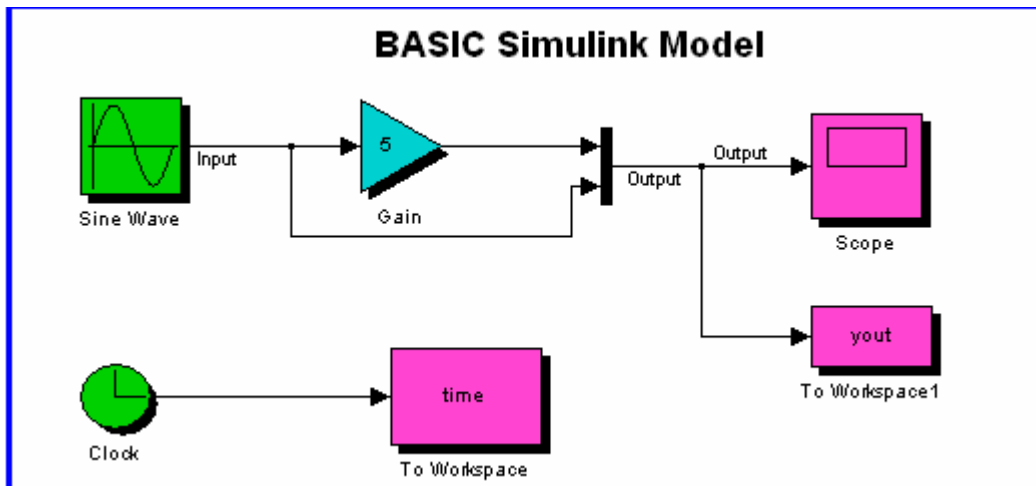 BASIC Simulink Model
5
Input
Output
Output
Sine Wave
Gain
Scope
yout
To Workspace1
time
Clock
To Workspace